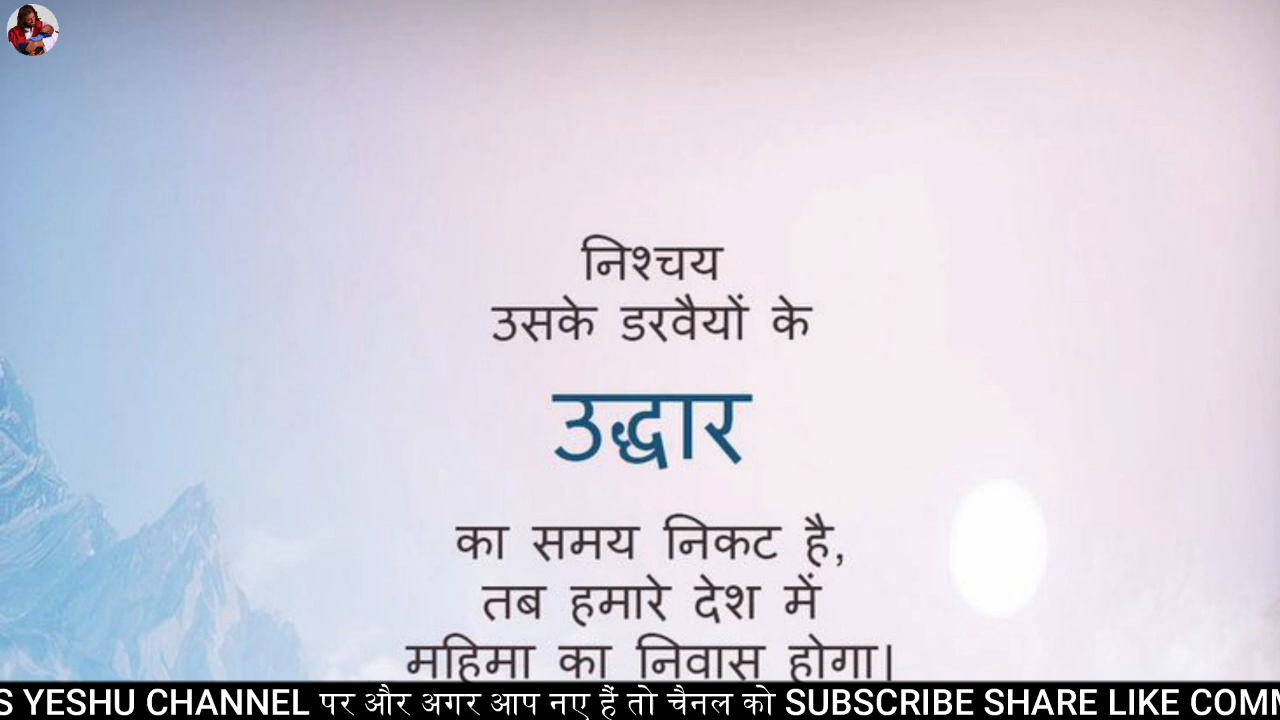 निश्चय
उसके डरवैयों के
उद्धार
का समय निकट है,
तब हमारे देश में
महिमा का निवास होगा।
S YESHU CHANNEL पर और अगर आप नए हैं तो चैनल को SUBSCRIBE SHARE LIKE COMM